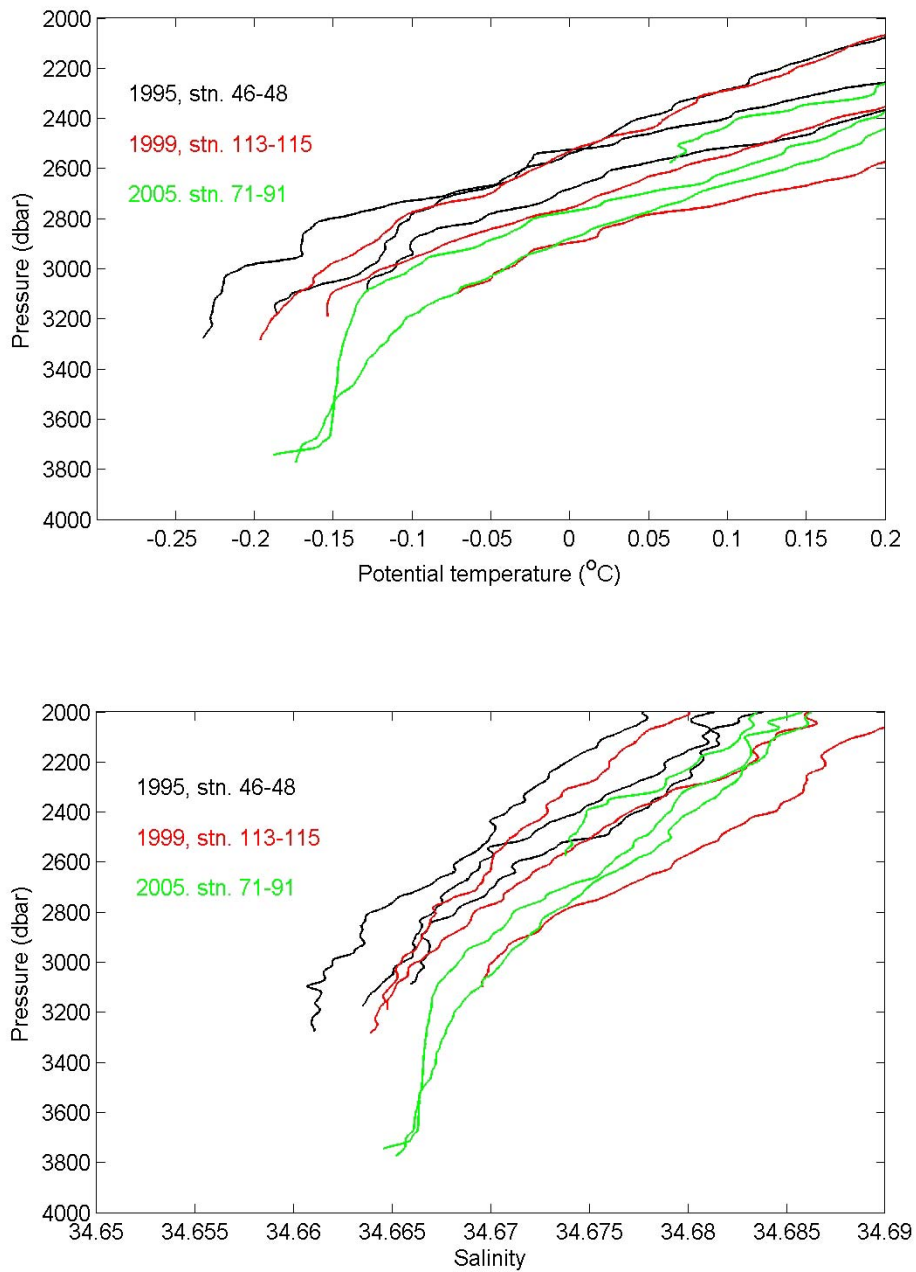 2000
2200
2400
2600
2800
3000
3200
3400
3600
3800
4000
Pressure (dbar)
1995, stn. 46-48
1999, stn. 113-115
2005. stn. 71-91
-0.25 -0.2 -0.15 -0.1 -0.05 0 0.05 0.1 0.15 0.2
Potential temperature (°C)
2000
2200
2400
2600
2800
3000
3200
3400
3600
3800
4000
Pressure (dbar)
1995, stn. 46-48
1999, stn. 113-115
2005. stn. 71-91
34.65 34.655 34.66 34.665 34.67 34.675 34.68 34.685 34.69
Salinity